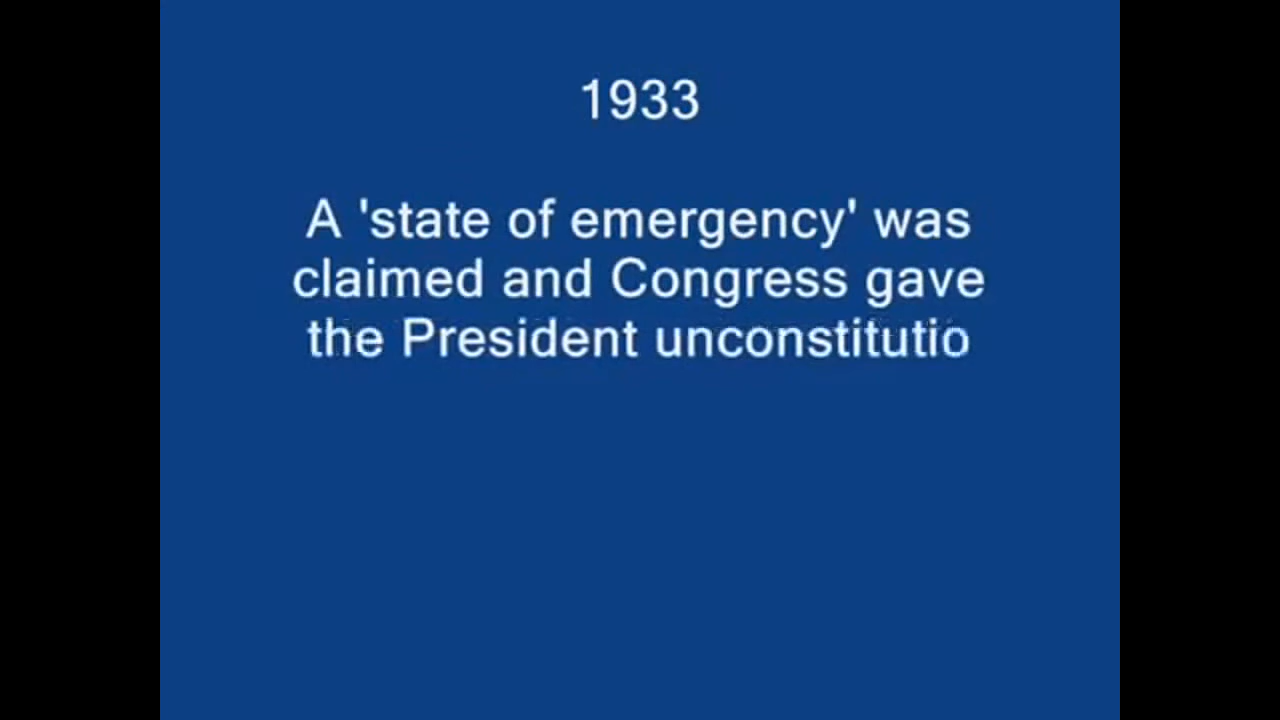 1933
A 'state of emergency' was
claimed and Congress gave
the President unconstitutio